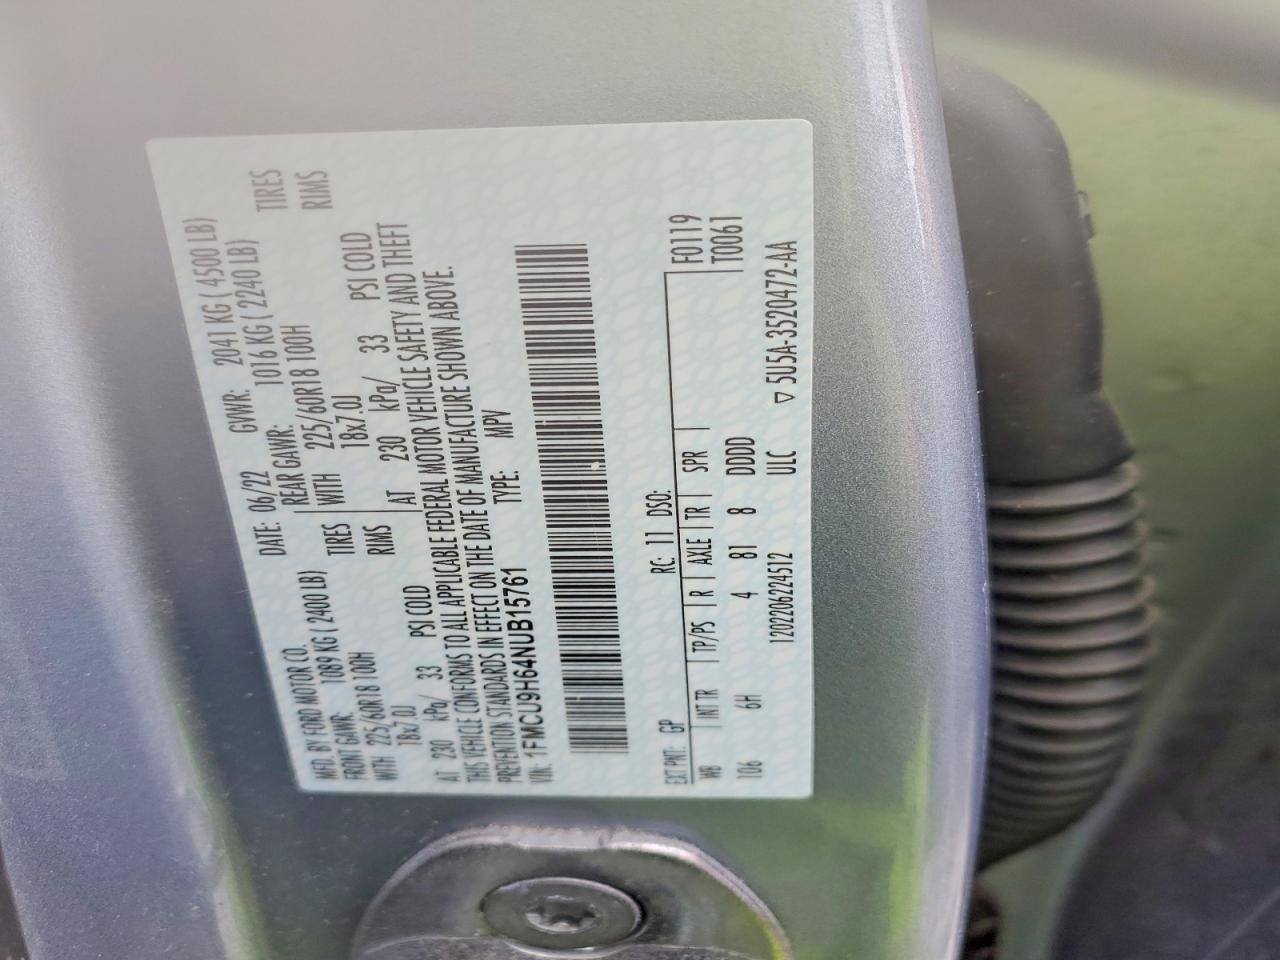 MFD. BY FORD MOTOR CO.
DATE: 06/22 GVWR: 2041 KG ( 4500 LB)
FRONT GAWR: 1089 KG ( 2400 LB) REAR GAWR: 1016 KG ( 2240 LB)
WITH 225/60R18 100H TIRES WITH 225/60R18 100H TIRES
18x7.0J RIMS 18x7.0J RIMS
AT 230 kPa/ 33 PSI COLD AT 230 kPa/ 33 PSI COLD
THIS VEHICLE CONFORMS TO ALL APPLICABLE FEDERAL MOTOR VEHICLE SAFETY AND THEFT
PREVENTION STANDARDS IN EFFECT ON THE DATE OF MANUFACTURE SHOWN ABOVE.
VIN: 1FMCU9H64NUB15761 TYPE: MPV
EXT PNT: GP RC: 11 DSO: F0119
WB INT TR TP/PS R AXLE TR SPR T0061
106 6H 4 81 8 DDDD
1202206224512 ULC 5U5A-3520472-AA